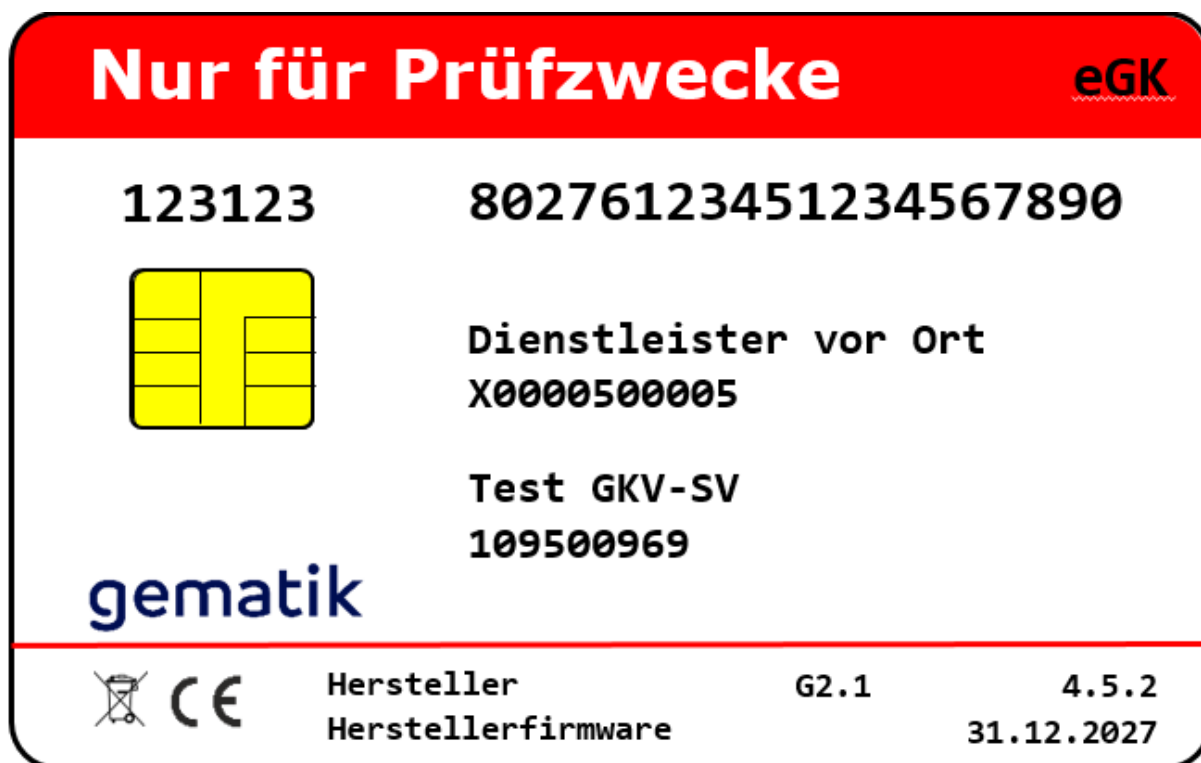 Nur für Prüfzwecke eGK
123123 80276123451234567890
Dienstleister vor Ort
X0000500005
Test GKV-SV
109500969
gematik
CE Hersteller G2.1 4.5.2
Herstellerfirmware 31.12.2027